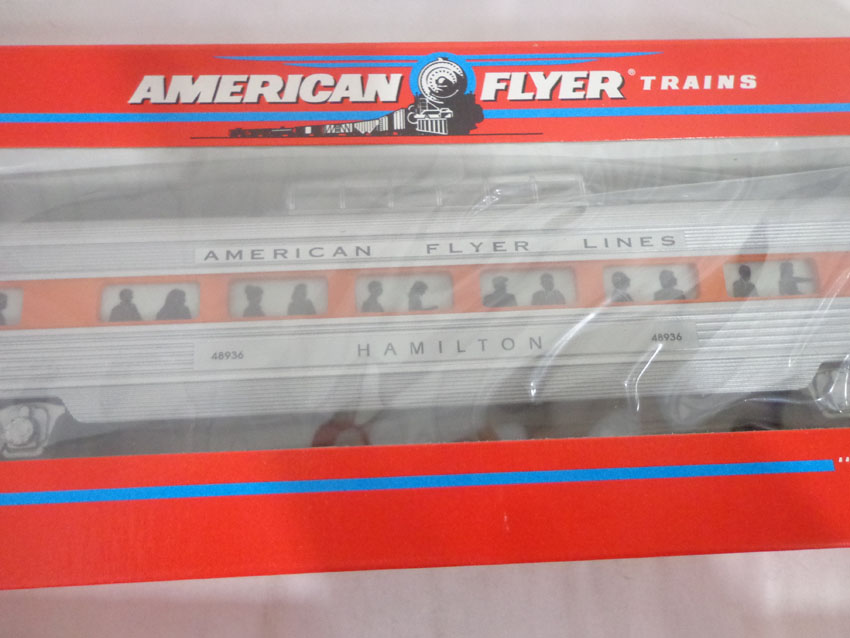 AMERICAN FLYER® TRAINS
AMERICAN FLYER LINES
48936 HAMILTON 48936
"